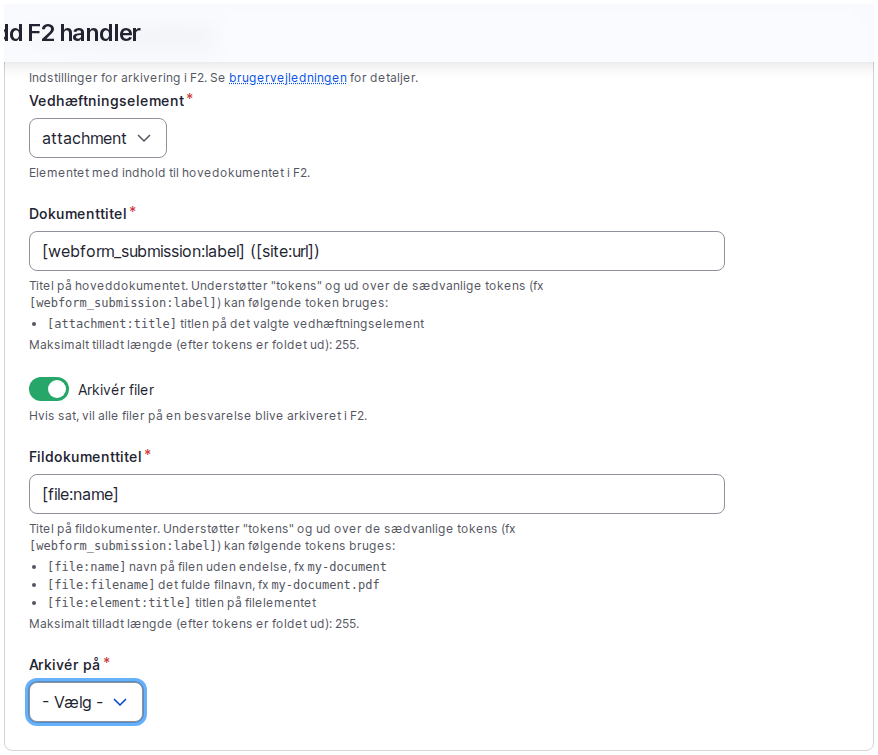 dd F2 handler
Indstillinger for arkivering i F2. Se brugervejledningen for detaljer.
Vedhæftningselement*
attachment
Elementet med indhold til hovedokumentet i F2.
Dokumenttitel*
[webform_submission:label] ([site:url])
Titel på hoveddokumentet. Understøtter "tokens" og ud over de sædvanlige tokens (fx
[webform_submission:label]) kan følgende token bruges:
• [attachment:title] titlen på det valgte vedhæftningselement
Maksimalt tilladt længde (efter tokens er foldet ud): 255.
Arkivér filer
Hvis sat, vil alle filer på en besvarelse blive arkiveret i F2.
Fildokumenttitel*
[file:name]
Titel på fildokumenter. Understøtter "tokens" og ud over de sædvanlige tokens (fx
[webform_submission:label]) kan følgende tokens bruges:
• [file:name] navn på filen uden endelse, fx my-document
• [file:filename] det fulde filnavn, fx my-document.pdf
• [file:element:title] titlen på filelementet
Maksimalt tilladt længde (efter tokens er foldet ud): 255.
Arkivér på*
- Vælg -